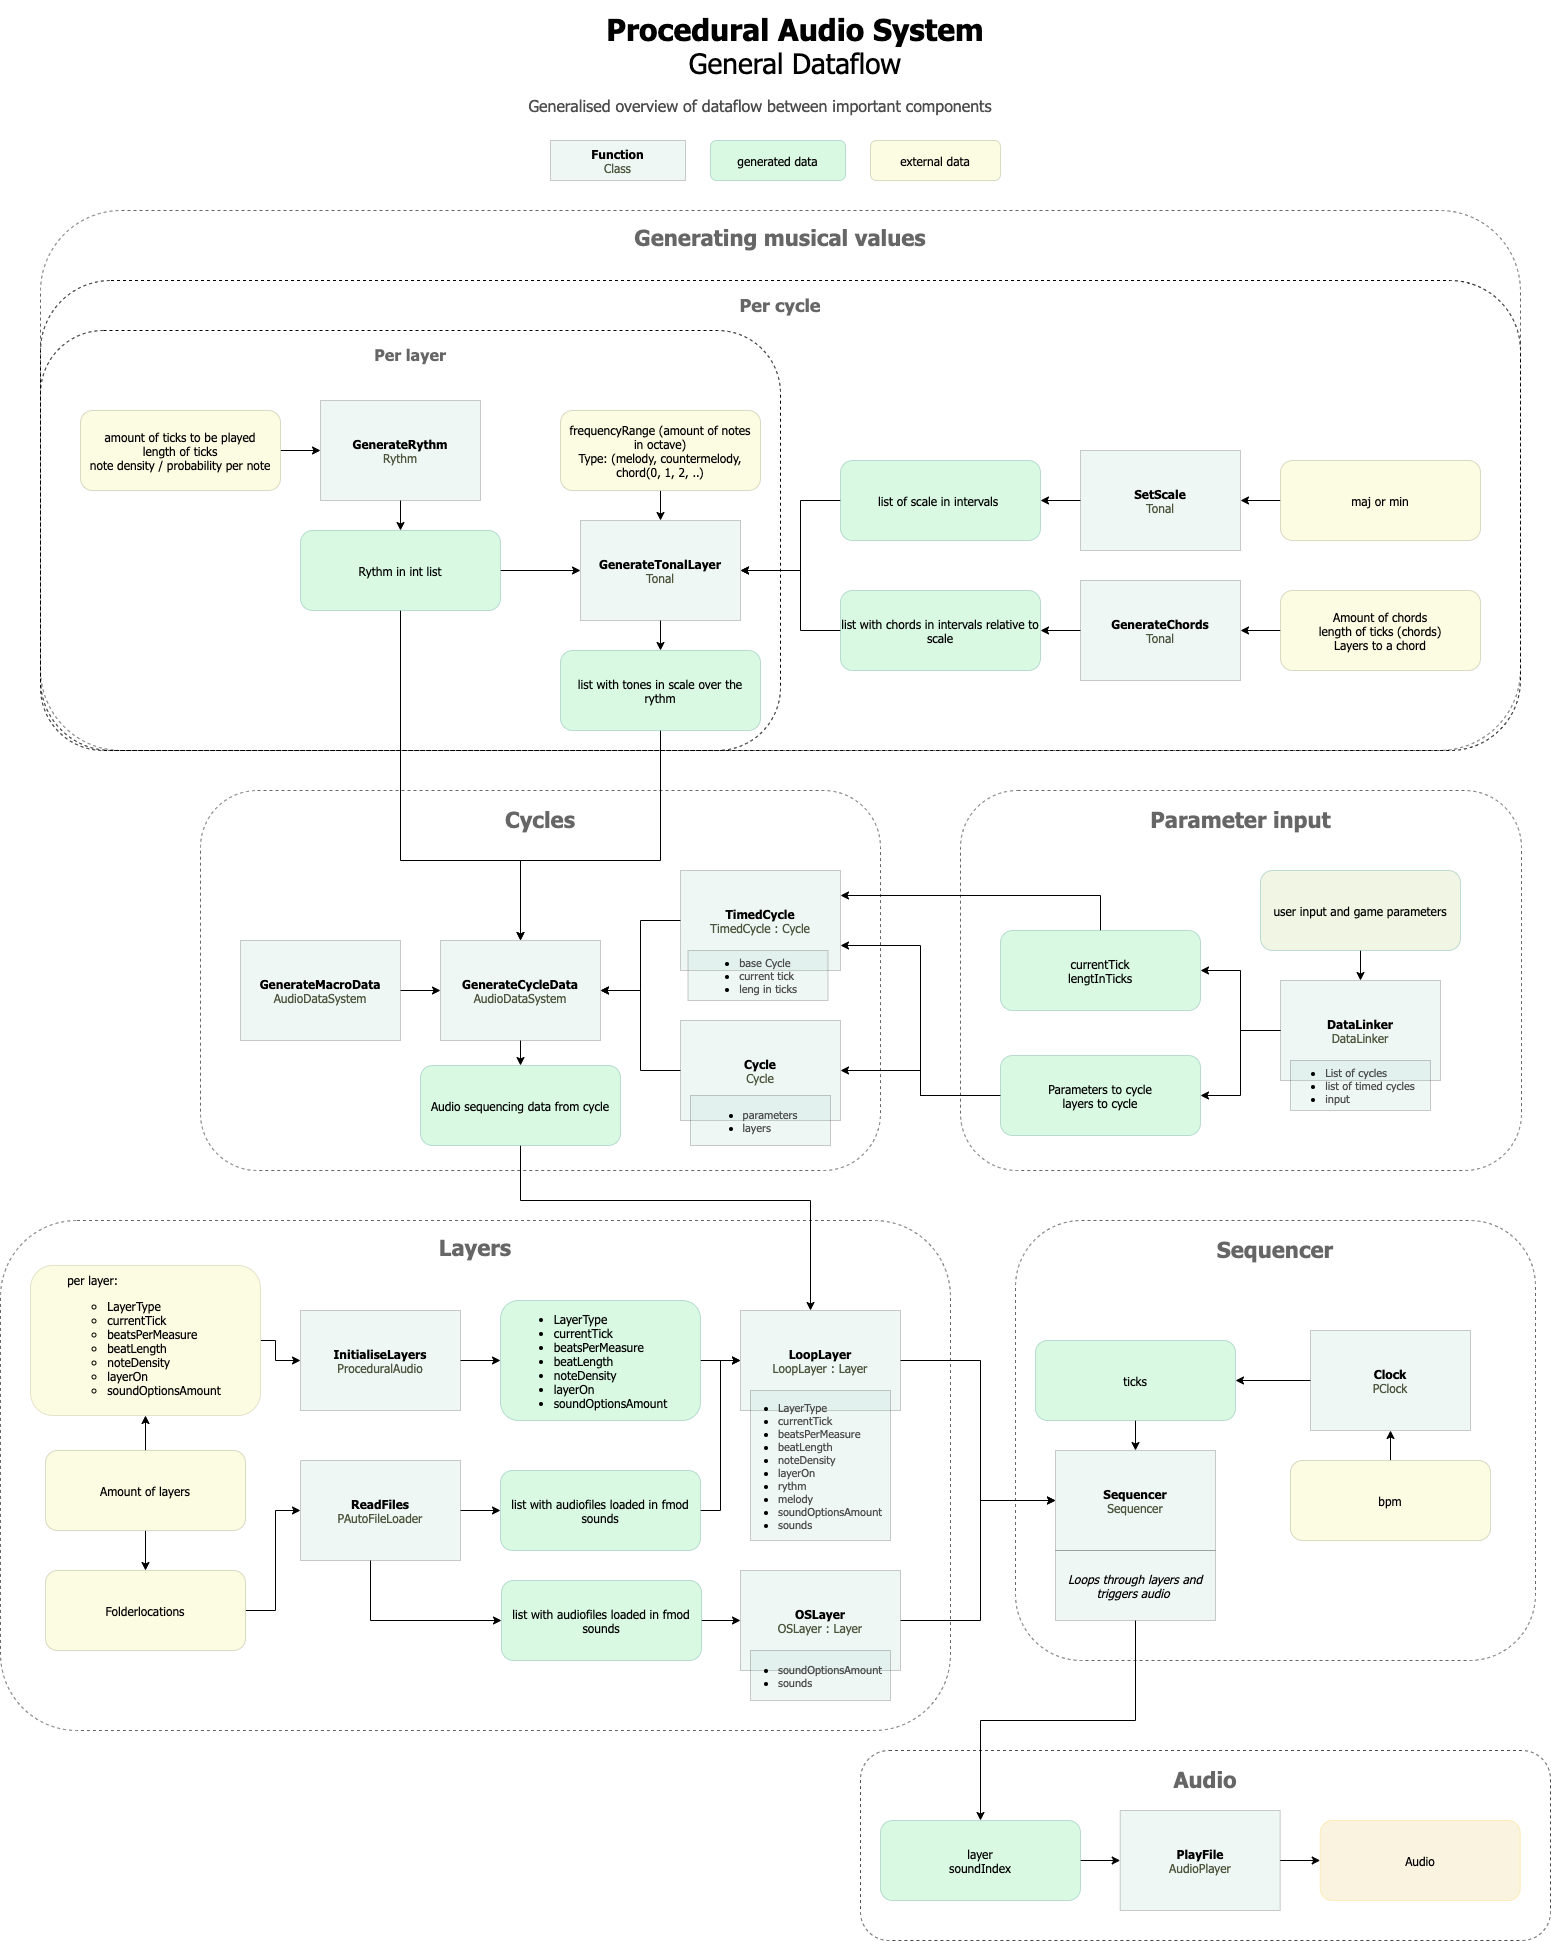 Procedural Audio System
General Dataflow
Generalised overview of dataflow between important components
Function
Class
generated data
external data
Generating musical values
Per cycle
Per layer
amount of ticks to be played
length of ticks
note density / probability per note
GenerateRythm
Rythm
frequencyRange (amount of notes
in octave)
Type: (melody, countermelody,
chord(0, 1, 2, ..)
list of scale in intervals
SetScale
Tonal
maj or min
Rythm in int list
GenerateTonalLayer
Tonal
list with chords in intervals relative to
scale
GenerateChords
Tonal
Amount of chords
length of ticks (chords)
Layers to a chord
list with tones in scale over the
rythm
Cycles
GenerateMacroData
AudioDataSystem
GenerateCycleData
AudioDataSystem
TimedCycle
TimedCycle : Cycle
• base Cycle
• current tick
• leng in ticks
Cycle
Cycle
• parameters
• layers
Audio sequencing data from cycle
Parameter input
user input and game parameters
currentTick
lengtInTicks
DataLinker
DataLinker
• List of cycles
• list of timed cycles
• input
Parameters to cycle
layers to cycle
Layers
per layer:
◦ LayerType
◦ currentTick
◦ beatsPerMeasure
◦ beatLength
◦ noteDensity
◦ layerOn
◦ soundOptionsAmount
InitialiseLayers
ProceduralAudio
• LayerType
• currentTick
• beatsPerMeasure
• beatLength
• noteDensity
• layerOn
• soundOptionsAmount
LoopLayer
LoopLayer : Layer
• LayerType
• currentTick
• beatsPerMeasure
• beatLength
• noteDensity
• layerOn
• rythm
• melody
• soundOptionsAmount
• sounds
Amount of layers
ReadFiles
PAutoFileLoader
list with audiofiles loaded in fmod
sounds
Folderlocations
list with audiofiles loaded in fmod
sounds
OSLayer
OSLayer : Layer
• soundOptionsAmount
• sounds
Sequencer
ticks
Clock
PClock
Sequencer
Sequencer
Loops through layers and
triggers audio
bpm
Audio
layer
soundIndex
PlayFile
AudioPlayer
Audio